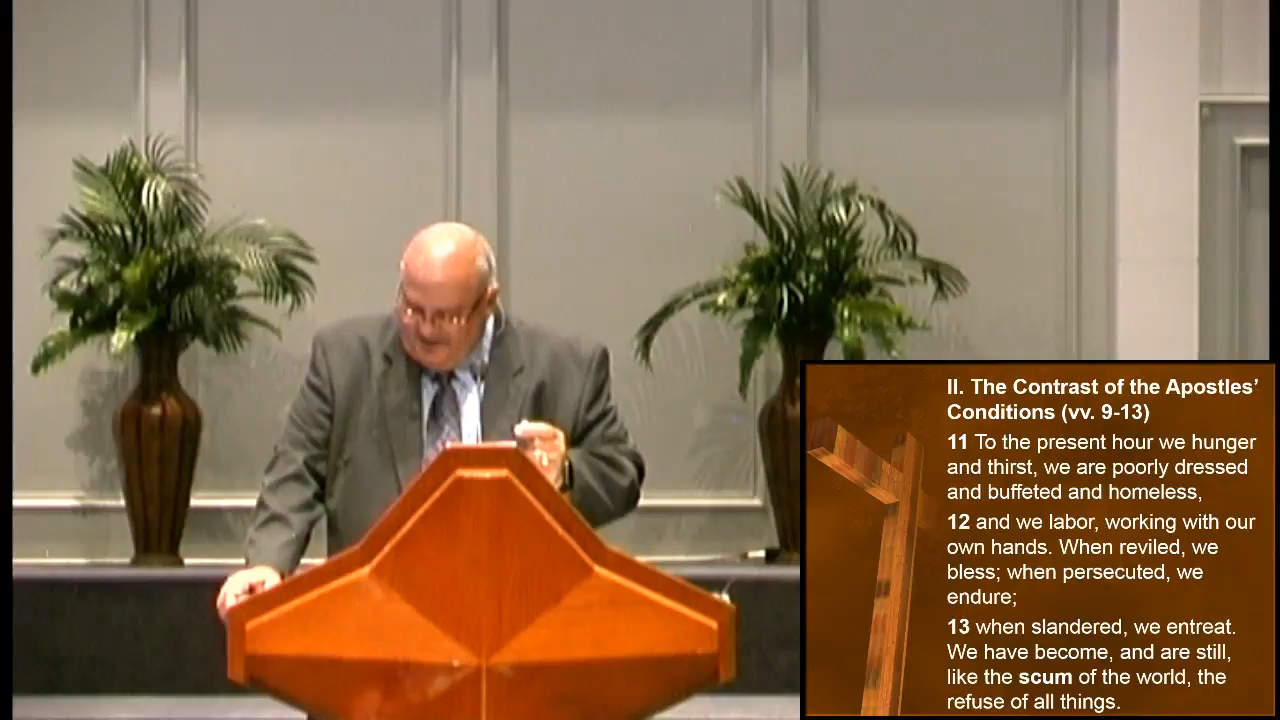 II. The Contrast of the Apostles’
Conditions (vv. 9-13)
11 To the present hour we hunger
and thirst, we are poorly dressed
and buffeted and homeless,
12 and we labor, working with our
own hands. When reviled, we
bless; when persecuted, we
endure;
13 when slandered, we entreat.
We have become, and are still,
like the scum of the world, the
refuse of all things.